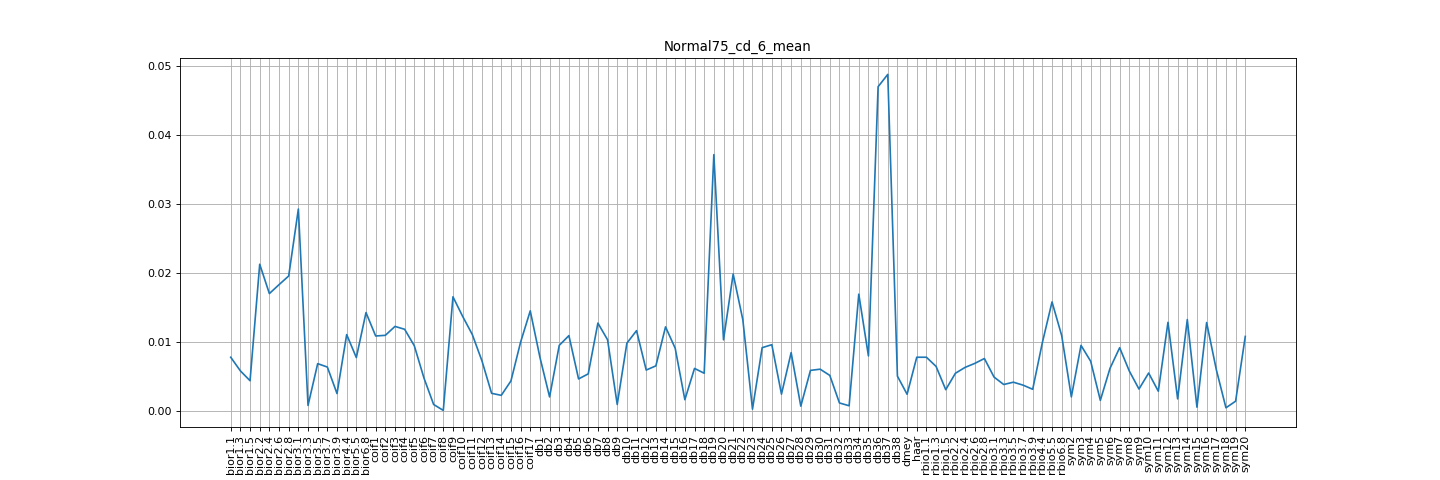 Normal75_cd_6_mean
0.05
0.04
0.03
0.02
0.01
0.00
bior1.1
bior1.3
bior1.5
bior2.2
bior2.4
bior2.6
bior2.8
bior3.1
bior3.3
bior3.5
bior3.7
bior3.9
bior4.4
bior5.5
bior6.8
coif1
coif2
coif3
coif4
coif5
coif6
coif7
coif8
coif9
coif10
coif11
coif12
coif13
coif14
coif15
coif16
coif17
db1
db2
db3
db4
db5
db6
db7
db8
db9
db10
db11
db12
db13
db14
db15
db16
db17
db18
db19
db20
db21
db22
db23
db24
db25
db26
db27
db28
db29
db30
db31
db32
db33
db34
db35
db36
db37
db38
dmey
haar
rbio1.1
rbio1.3
rbio1.5
rbio2.2
rbio2.4
rbio2.6
rbio2.8
rbio3.1
rbio3.3
rbio3.5
rbio3.7
rbio3.9
rbio4.4
rbio5.5
rbio6.8
sym2
sym3
sym4
sym5
sym6
sym7
sym8
sym9
sym10
sym11
sym12
sym13
sym14
sym15
sym16
sym17
sym18
sym19
sym20